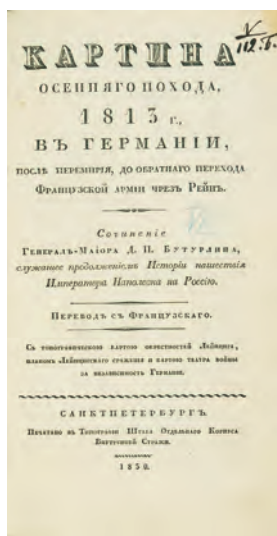 V
112.Б.
КАРТИНА
ОСЕННЯГО ПОХОДА,
1813 г.,
ВЪ ГЕРМАНІИ,
ПОСЛѢ ПЕРЕМИРІЯ, ДО ОБРАТНАГО ПЕРЕХОДА
ФРАНЦУЗСКОЙ АРМІИ ЧРЕЗЪ РЕЙНЪ.
Сочиненіе
ГЕНЕРАЛЪ-МАІОРА Д. П. БУТУРЛИНА,
служащее продолженіемъ Исторіи нашествія
Императора Наполеона на Россію.
ПЕРЕВОДЪ СЪ ФРАНЦУЗСКАГО.
СЪ ТОПОГРАФИЧЕСКОЮ КАРТОЮ ОКРЕСТНОСТЕЙ ЛЕЙПЦИГА,
ПЛАНОМЪ ЛЕЙПЦИГСКАГО СРАЖЕНІЯ И КАРТОЮ ТЕАТРА ВОЙНЫ
ЗА НЕЗАВИСИМОСТЬ ГЕРМАНІИ.
САНКТПЕТЕРБУРГЪ.
ПЕЧАТАНО ВЪ ТИПОГРАФІИ ШТАБА ОТДѢЛЬНАГО КОРПУСА
ВНУТРЕННЕЙ СТРАЖИ.
1830.